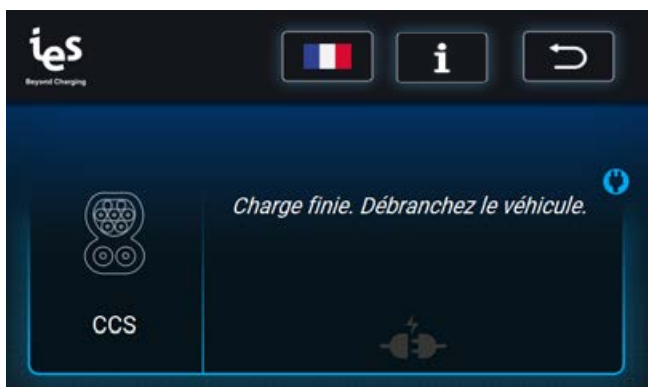 ies
Beyond Charging
i
Charge finie. Débranchez le véhicule.
CCS